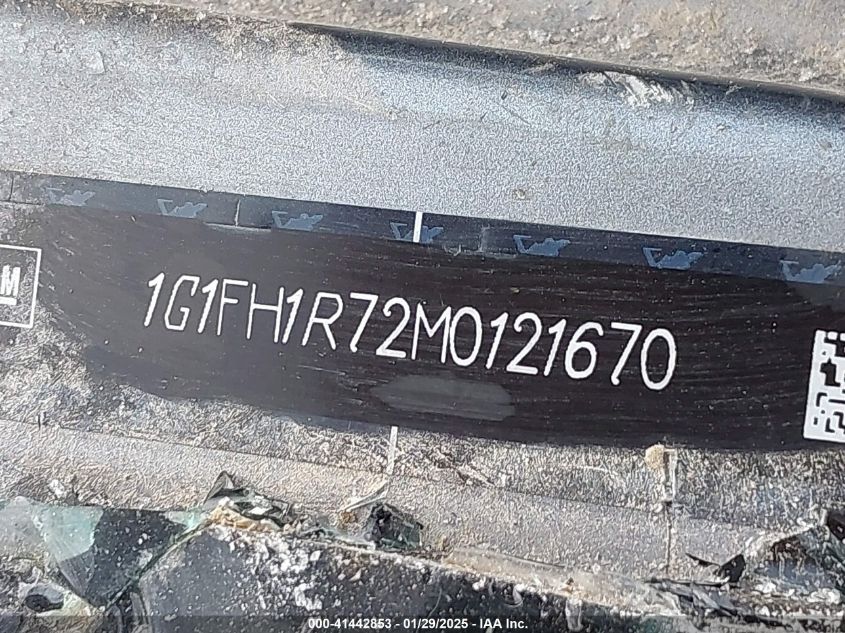 M
1G1FH1R72M0121670
000-41442853 — 01/29/2025 — IAA Inc.